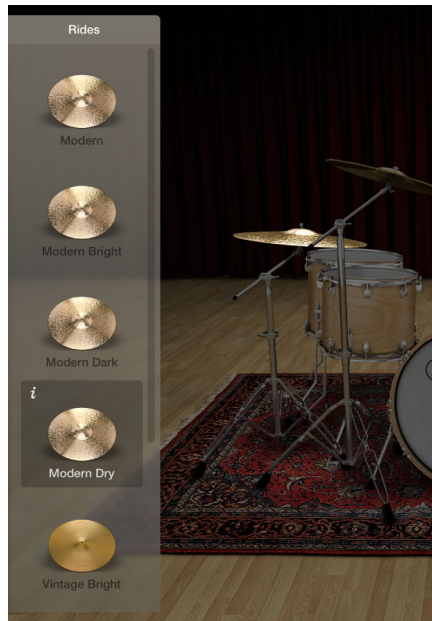 Rides
Modern
Modern Bright
Modern Dark
i
Modern Dry
Vintage Bright